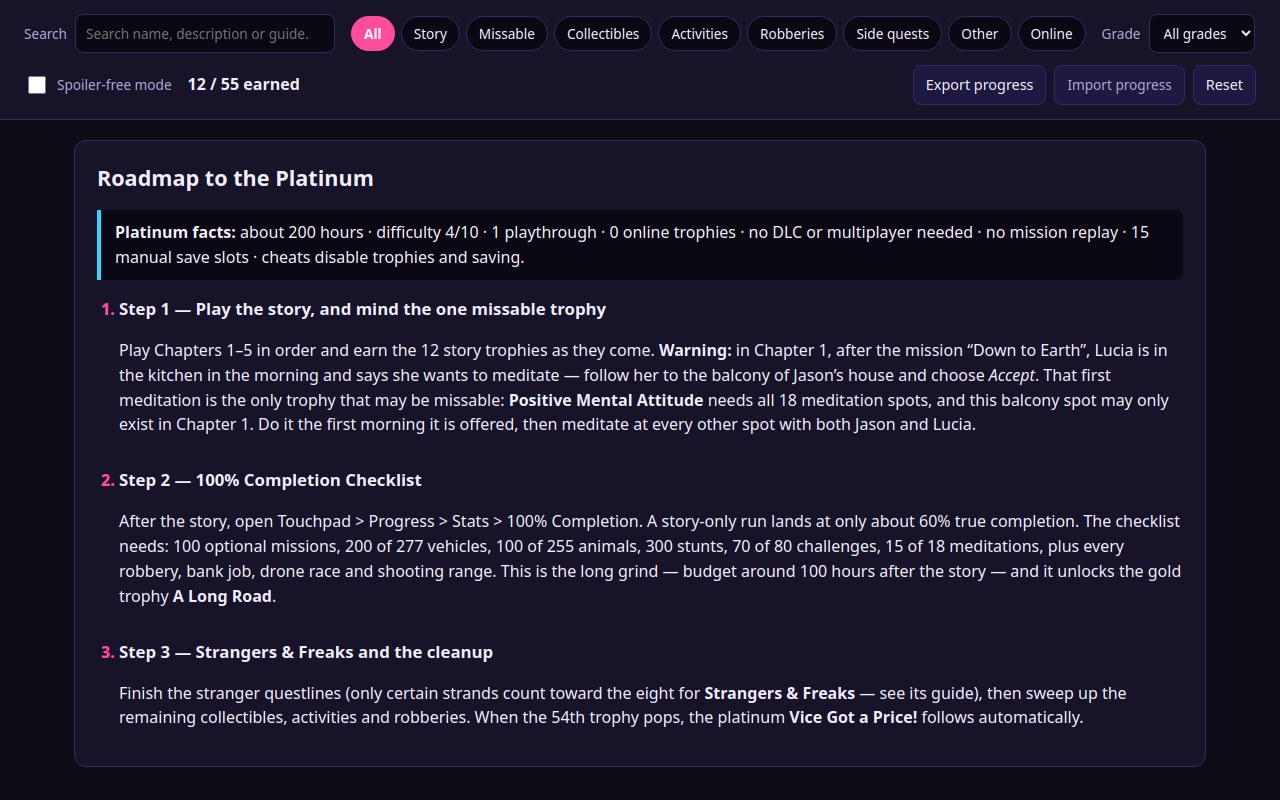 Search Search name, description or guide. All Story Missable Collectibles Activities Robberies Side quests Other Online Grade All grades
Spoiler-free mode 12 / 55 earned Export progress Import progress Reset
Roadmap to the Platinum
Platinum facts: about 200 hours · difficulty 4/10 · 1 playthrough · 0 online trophies · no DLC or multiplayer needed · no mission replay · 15
manual save slots · cheats disable trophies and saving.
1. Step 1 — Play the story, and mind the one missable trophy
Play Chapters 1–5 in order and earn the 12 story trophies as they come. Warning: in Chapter 1, after the mission “Down to Earth”, Lucia is in
the kitchen in the morning and says she wants to meditate — follow her to the balcony of Jason’s house and choose Accept. That first
meditation is the only trophy that may be missable: Positive Mental Attitude needs all 18 meditation spots, and this balcony spot may only
exist in Chapter 1. Do it the first morning it is offered, then meditate at every other spot with both Jason and Lucia.
2. Step 2 — 100% Completion Checklist
After the story, open Touchpad > Progress > Stats > 100% Completion. A story-only run lands at only about 60% true completion. The checklist
needs: 100 optional missions, 200 of 277 vehicles, 100 of 255 animals, 300 stunts, 70 of 80 challenges, 15 of 18 meditations, plus every
robbery, bank job, drone race and shooting range. This is the long grind — budget around 100 hours after the story — and it unlocks the gold
trophy A Long Road.
3. Step 3 — Strangers & Freaks and the cleanup
Finish the stranger questlines (only certain strands count toward the eight for Strangers & Freaks — see its guide), then sweep up the
remaining collectibles, activities and robberies. When the 54th trophy pops, the platinum Vice Got a Price! follows automatically.